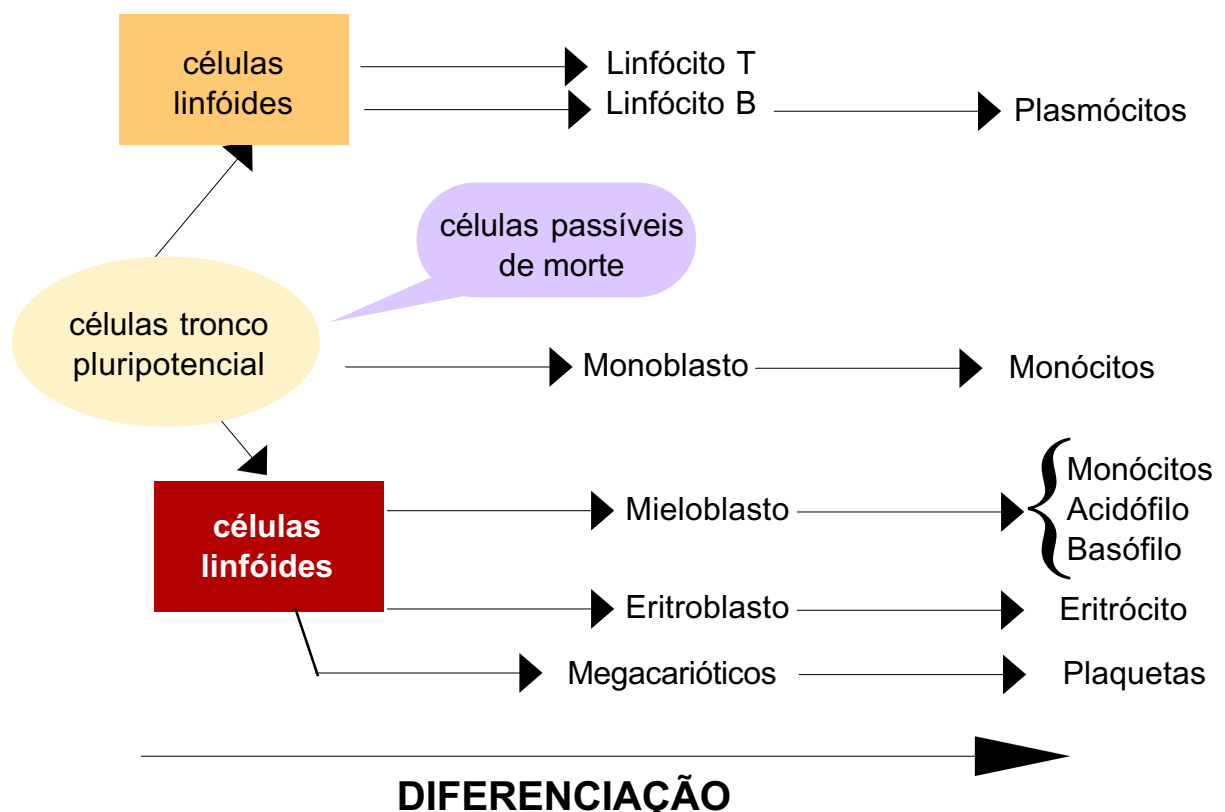 células
linfóides
Linfócito T
Linfócito B
Plasmócitos
células passíveis
de morte
células tronco
pluripotencial
Monoblasto
Monócitos
células
linfóides
Mieloblasto
Monócitos
Acidófilo
Basófilo
Eritroblasto
Eritrócito
Megacarióticos
Plaquetas
DIFERENCIAÇÃO